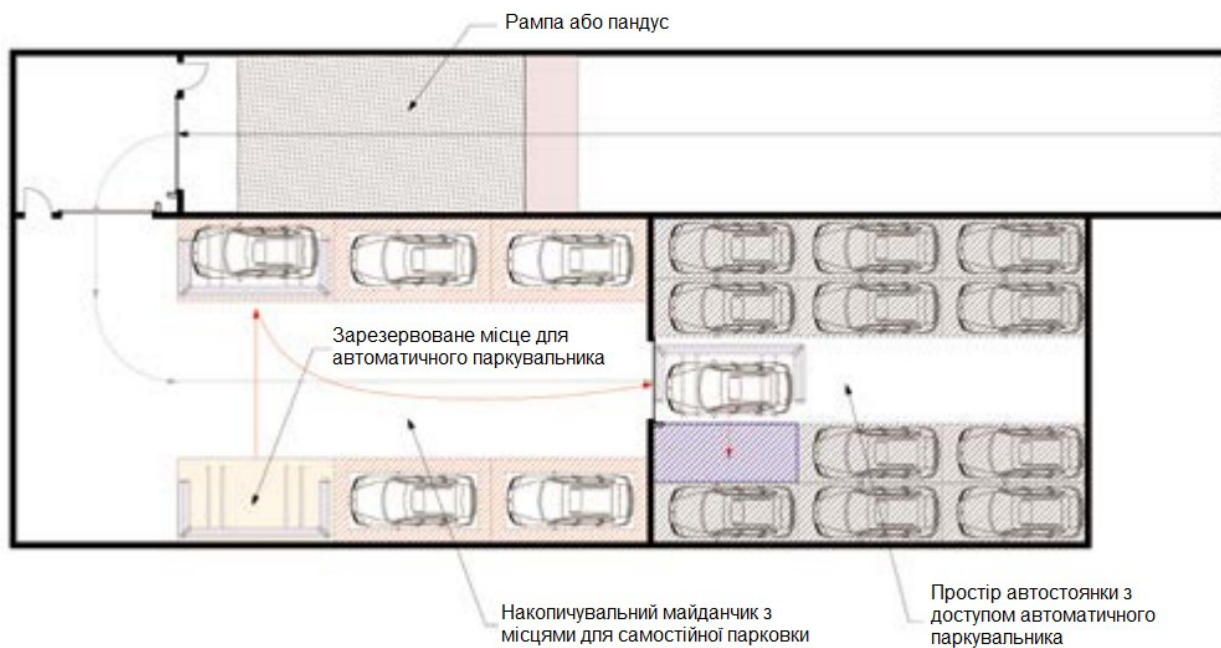 Рампа або пандус
Зарезервоване місце для
автоматичного паркувальника
Накопичувальний майданчик з
місцями для самостійної парковки
Простір автостоянки з
доступом автоматичного
паркувальника